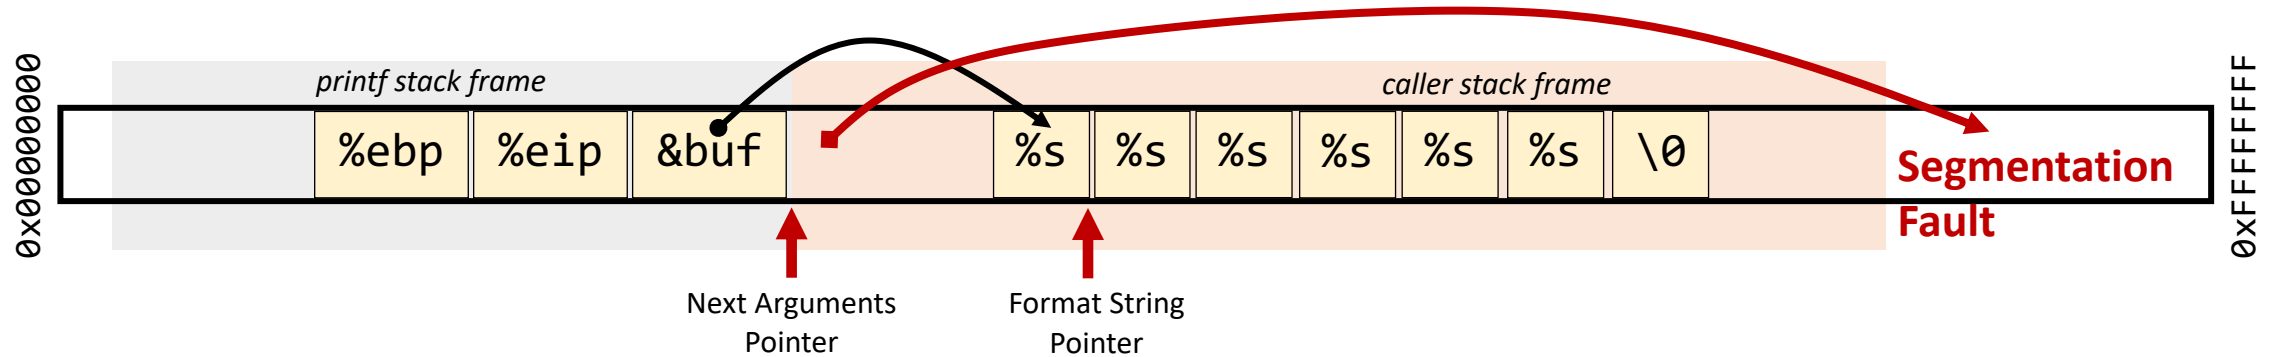 0x00000000
printf stack frame
caller stack frame
%ebp %eip &buf %s %s %s %s %s %s \0
Segmentation
Fault
0xFFFFFFFF
Next Arguments
Pointer
Format String
Pointer